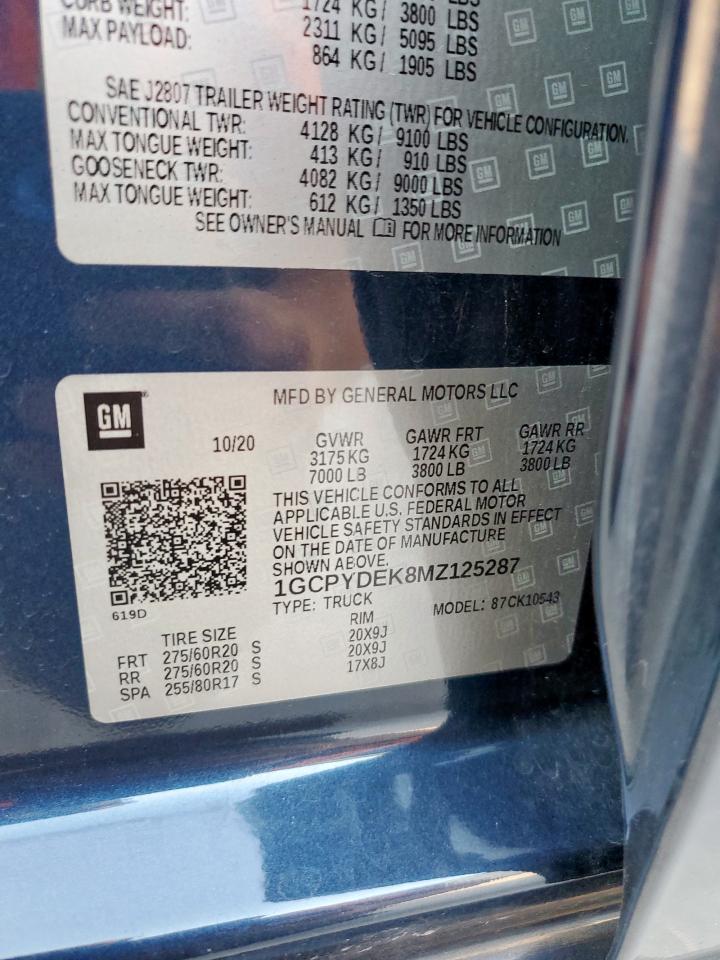 CURB WEIGHT:
1724 KG/ 3800 LBS
MAX PAYLOAD: 2311 KG/ 5095 LBS
864 KG/ 1905 LBS
SAE J2807 TRAILER WEIGHT RATING (TWR) FOR VEHICLE CONFIGURATION.
CONVENTIONAL TWR: 4128 KG/ 9100 LBS
MAX TONGUE WEIGHT: 413 KG/ 910 LBS
GOOSENECK TWR: 4082 KG/ 9000 LBS
MAX TONGUE WEIGHT: 612 KG/ 1350 LBS
SEE OWNER'S MANUAL FOR MORE INFORMATION
GM
MFD BY GENERAL MOTORS LLC
10/20 GVWR GAWR FRT GAWR RR
3175 KG 1724 KG 1724 KG
7000 LB 3800 LB 3800 LB
THIS VEHICLE CONFORMS TO ALL
APPLICABLE U.S. FEDERAL MOTOR
VEHICLE SAFETY STANDARDS IN EFFECT
ON THE DATE OF MANUFACTURE
SHOWN ABOVE.
1GCPYDEK8MZ125287
619D
TYPE: TRUCK MODEL: 87CK10543
TIRE SIZE RIM
FRT 275/60R20 S 20X9J
RR 275/60R20 S 20X9J
SPA 255/80R17 S 17X8J